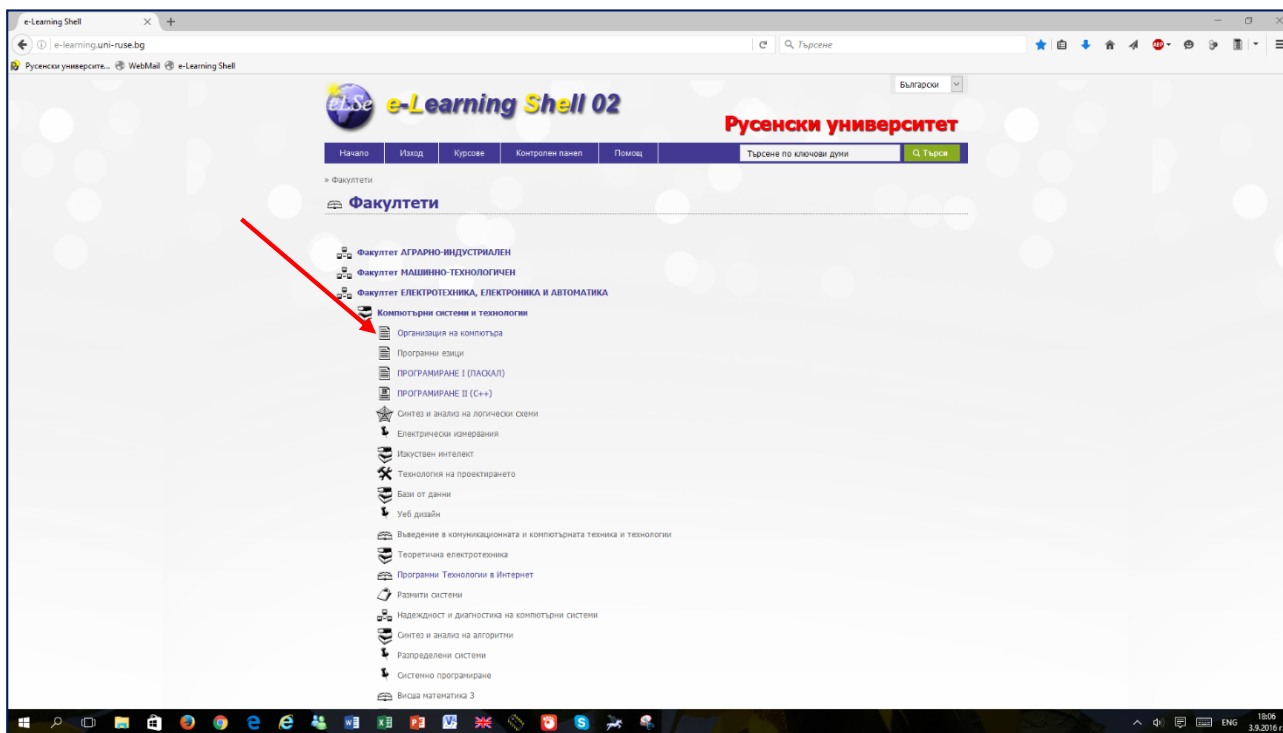 e-Learning Shell
e-learning.uni-ruse.bg
Търсене
ABP
Русенски университе... WebMail e-Learning Shell
Български
eLSe e-Learning Shell 02
Русенски университет
Начало Изход Курсове Контролен панел Помощ Търсене по ключови думи Търси
» Факултети
Факултети
Факултет АГРАРНО-ИНДУСТРИАЛЕН
Факултет МАШИННО-ТЕХНОЛОГИЧЕН
Факултет ЕЛЕКТРОТЕХНИКА, ЕЛЕКТРОНИКА И АВТОМАТИКА
Компютърни системи и технологии
Организация на компютъра
Програмни езици
ПРОГРАМИРАНЕ I (ПАСКАЛ)
ПРОГРАМИРАНЕ II (C++)
Синтез и анализ на логически схеми
Електрически измервания
Изкуствен интелект
Технология на проектирането
Бази от данни
Уеб дизайн
Въведение в комуникационната и компютърната техника и технологии
Теоретична електротехника
Програмни Технологии в Интернет
Размити системи
Надеждност и диагностика на компютърни системи
Синтез и анализ на алгоритми
Разпределени системи
Системно програмиране
Висша математика 3
ENG 18:06
3.9.2016 г.